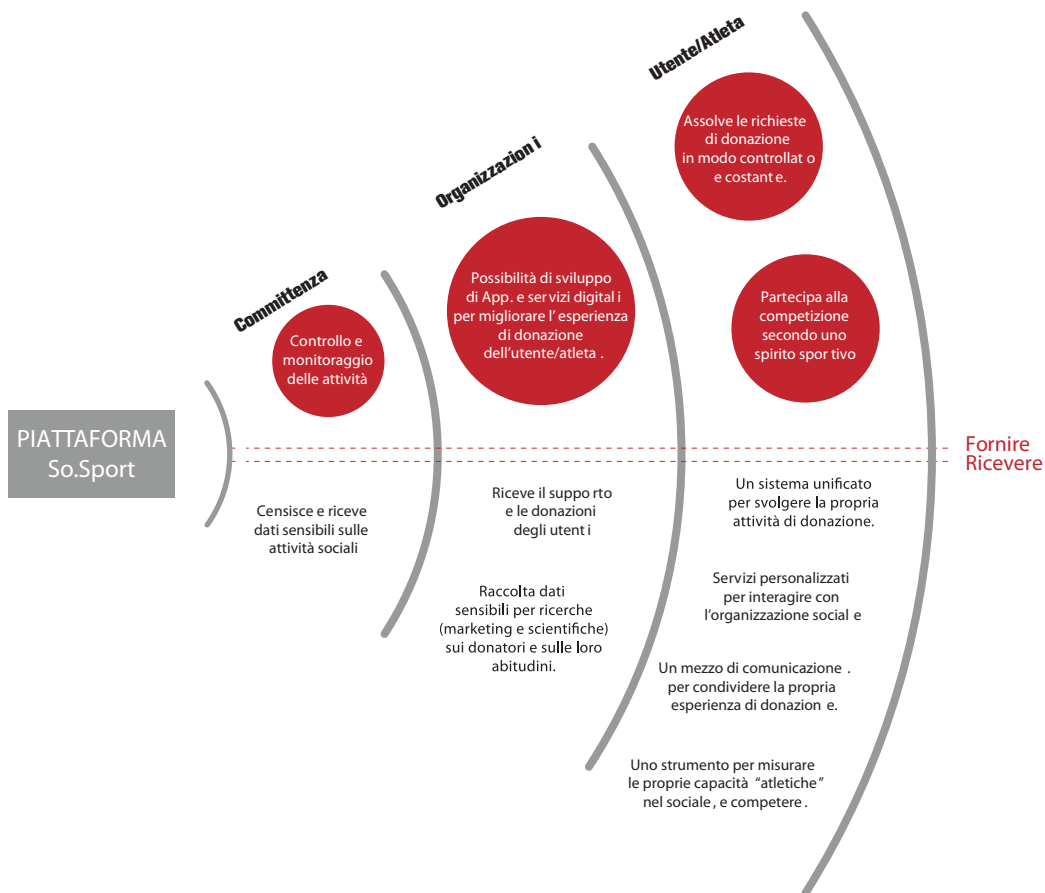 Utente/Atleta
Assolve le richieste
di donazione
in modo controllat o
e costant e.
Organizzazion i
Possibilità di sviluppo
di App. e servizi digital i
per migliorare l' esperienza
di donazione
dell'utente/atleta .
Partecipa alla
competizione
secondo uno
spirito spor tivo
Committenza
Controllo e
monitoraggio
delle attività
PIATTAFORMA
So.Sport
Fornire
Ricevere
Censisce e riceve
dati sensibili sulle
attività sociali
Riceve il suppo rto
e le donazioni
degli utent i
Raccolta dati
sensibili per ricerche
(marketing e scientifiche)
sui donatori e sulle loro
abitudini.
Un sistema unificato
per svolgere la propria
attività di donazione.
Servizi personalizzati
per interagire con
l'organizzazione social e
Un mezzo di comunicazione .
per condividere la propria
esperienza di donazion e.
Uno strumento per misurare
le proprie capacità “atletiche”
nel sociale, e competere .